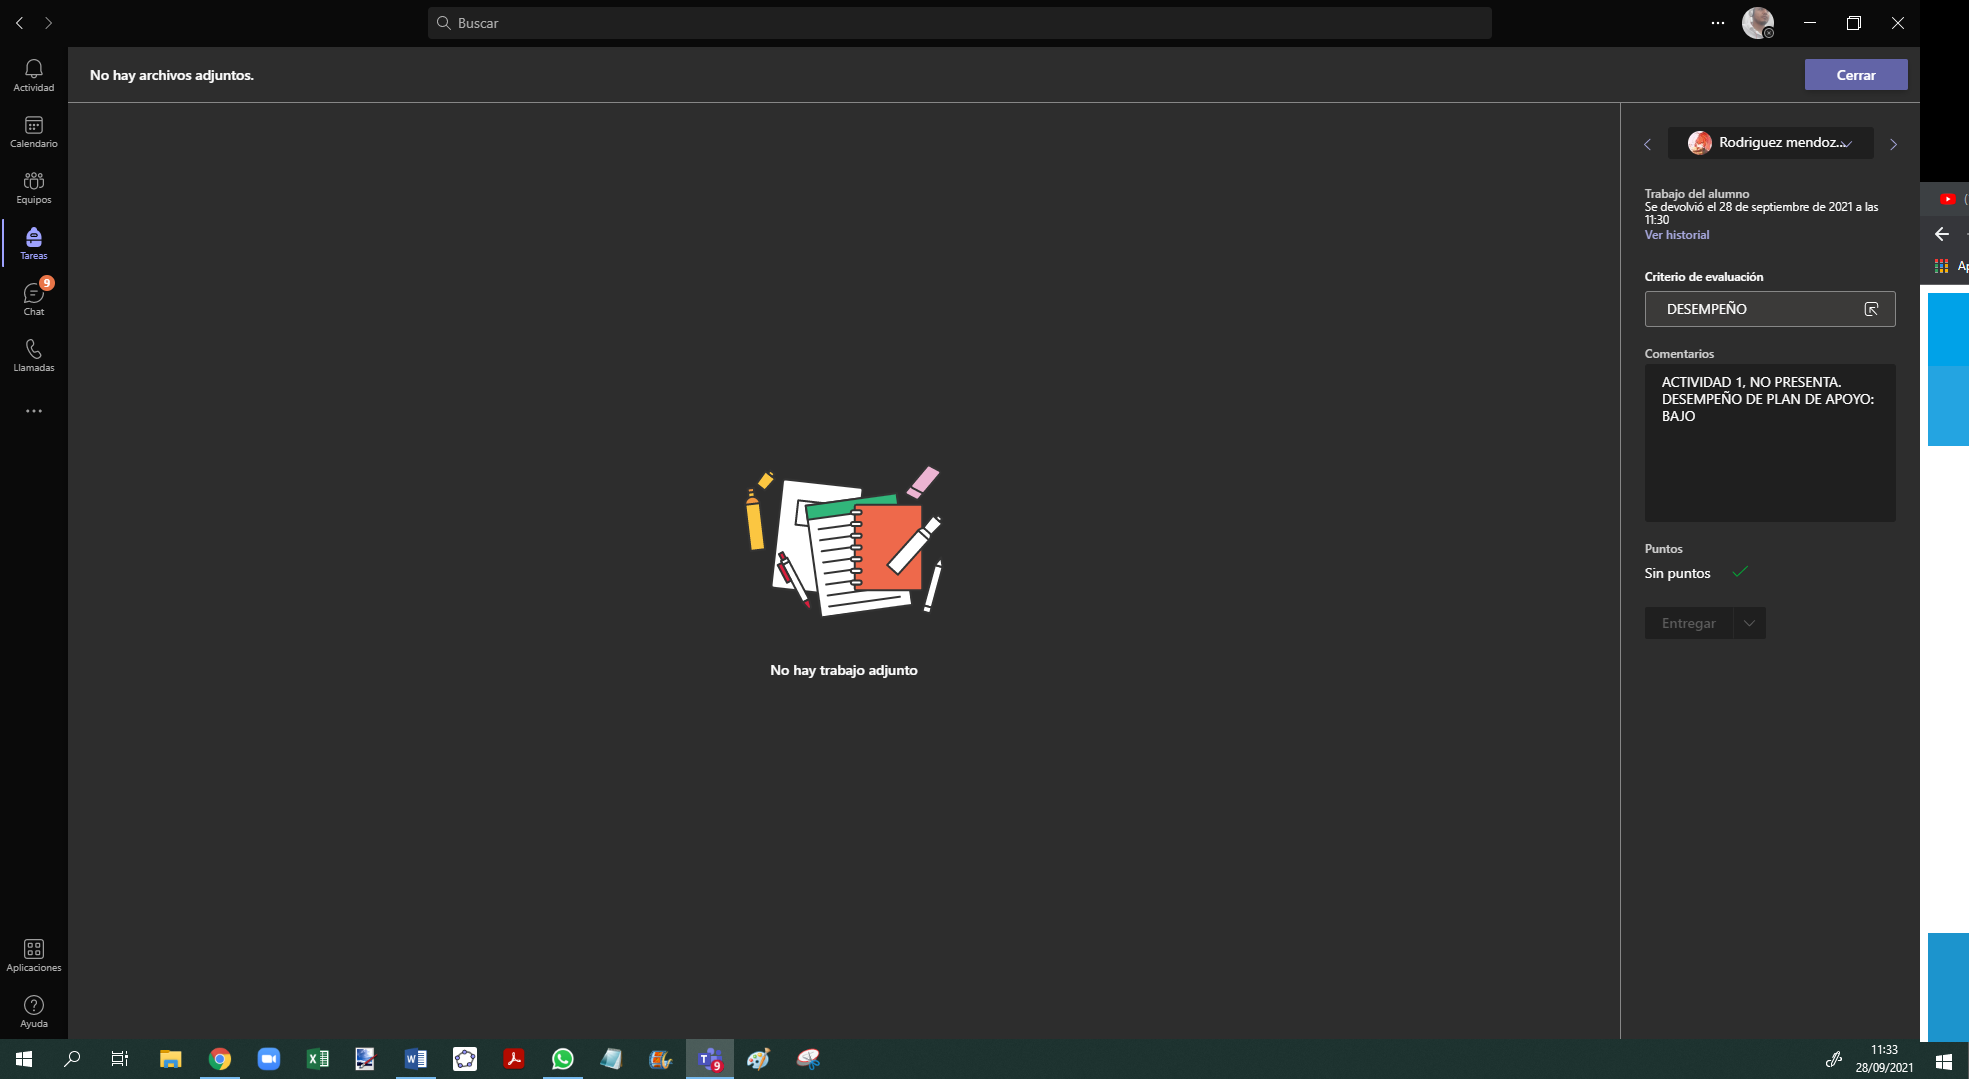 Buscar
Actividad
Calendario
Equipos
Tareas
9
Chat
Llamadas
Aplicaciones
Ayuda
No hay archivos adjuntos.
Cerrar
No hay trabajo adjunto
Rodriguez mendoz...
Trabajo del alumno
Se devolvió el 28 de septiembre de 2021 a las
11:30
Ver historial
Criterio de evaluación
DESEMPEÑO
Comentarios
ACTIVIDAD 1, NO PRESENTA.
DESEMPEÑO DE PLAN DE APOYO:
BAJO
Puntos
Sin puntos
Entregar
Ap
9
11:33
28/09/2021